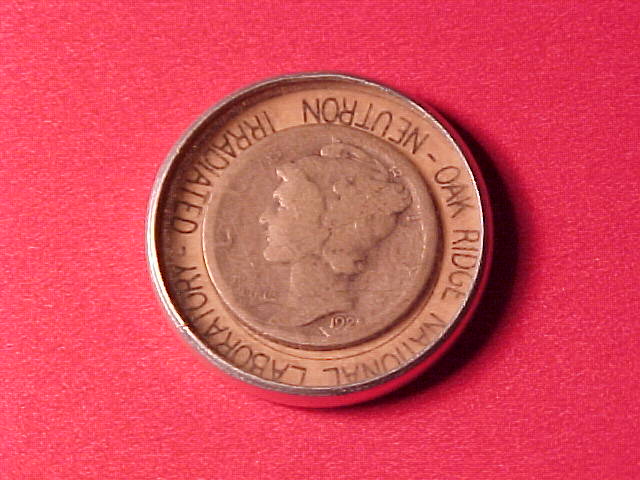 OAK RIDGE NATIONAL LABORATORY -
NEUTRON IRRADIATED -